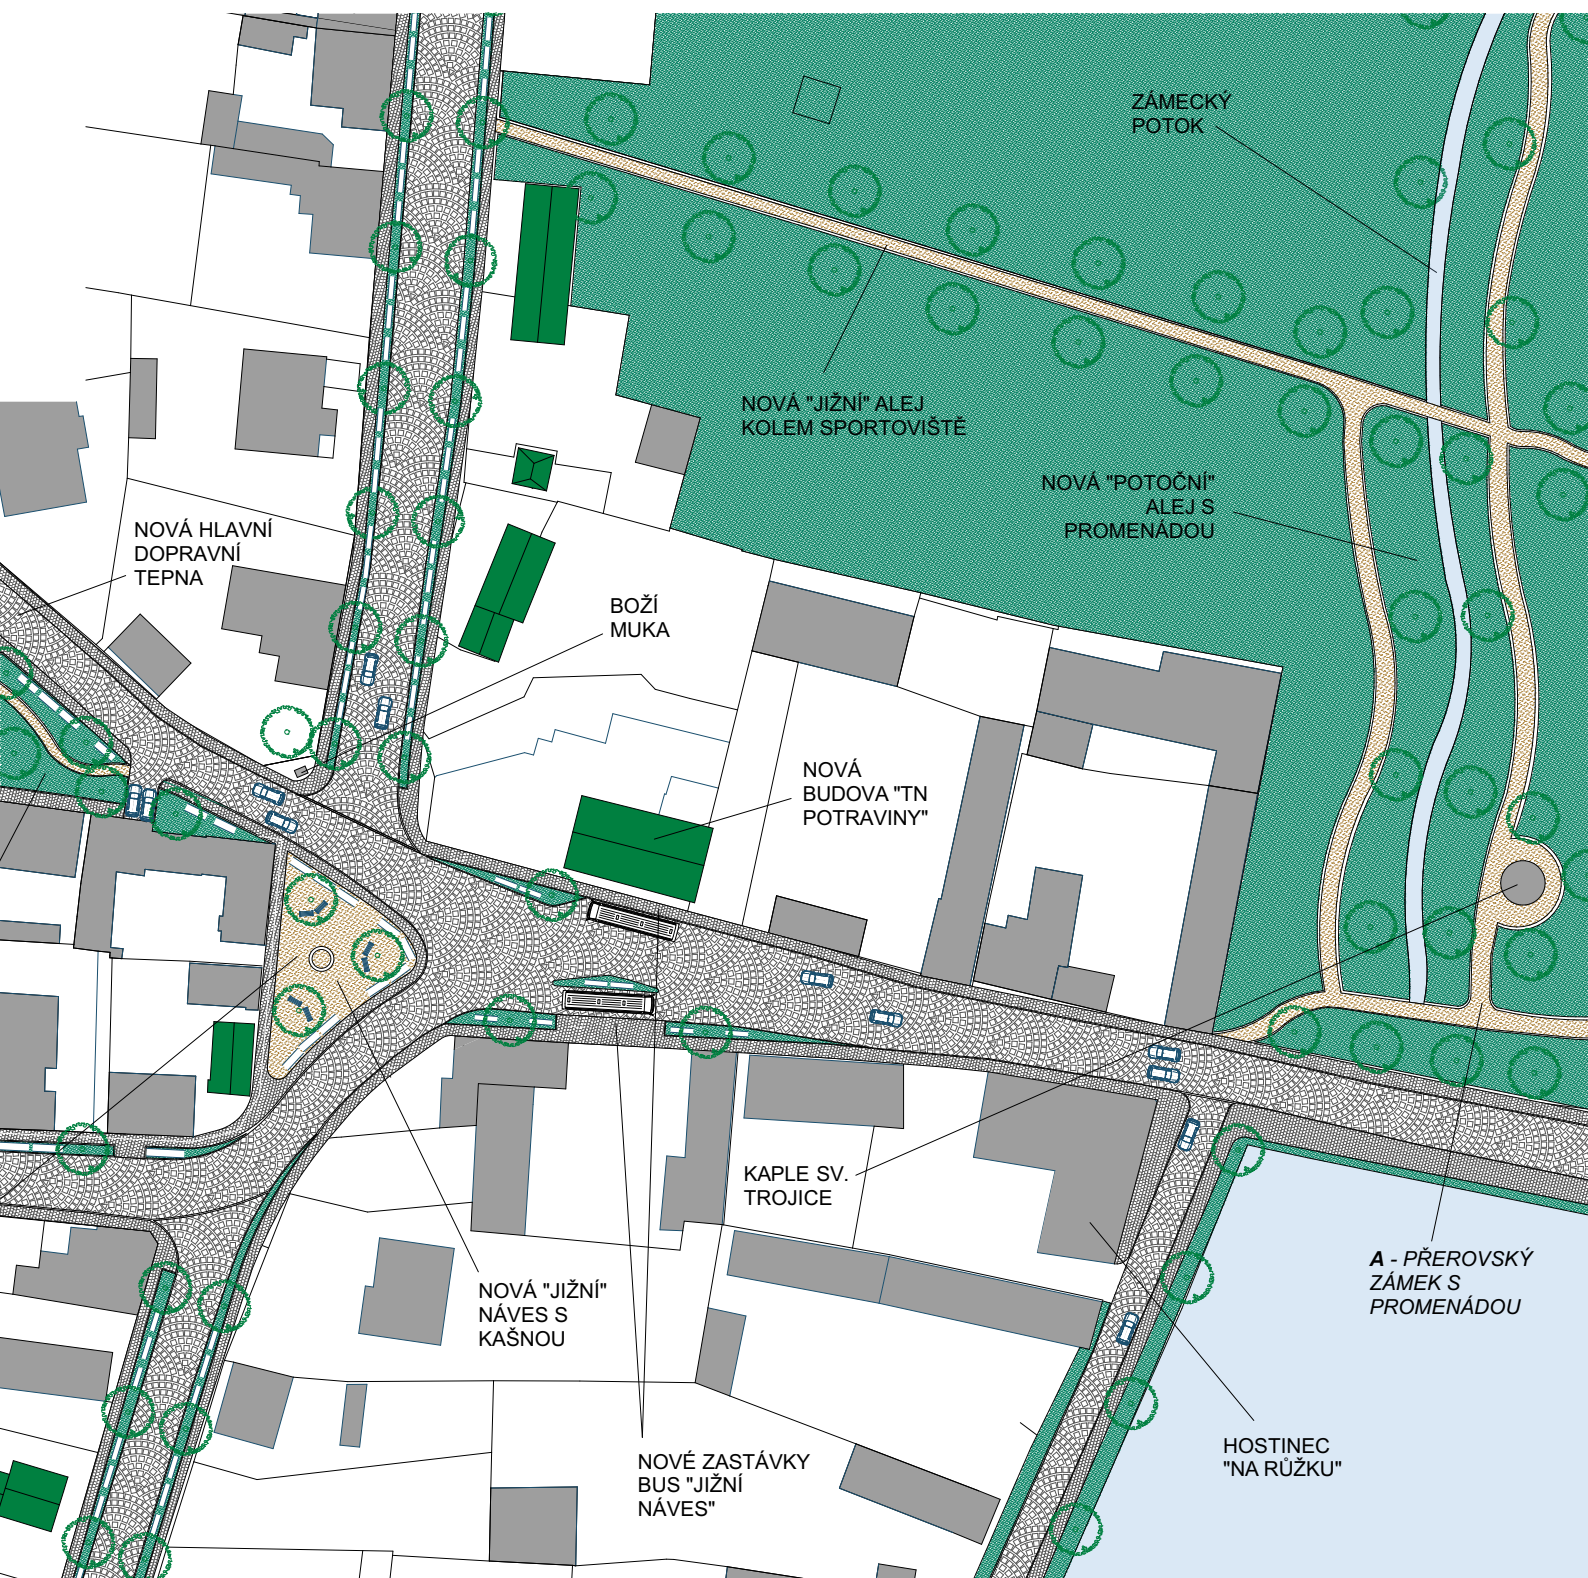 ZÁMECKÝ
POTOK
NOVÁ "JIŽNÍ" ALEJ
KOLEM SPORTOVIŠTĚ
NOVÁ "POTOČNÍ"
ALEJ S
PROMENÁDOU
NOVÁ HLAVNÍ
DOPRAVNÍ
TEPNA
BOŽÍ
MUKA
NOVÁ
BUDOVA "TN
POTRAVINY"
KAPLE SV.
TROJICE
A - PŘEROVSKÝ
ZÁMEK S
PROMENÁDOU
NOVÁ "JIŽNÍ"
NÁVES S
KAŠNOU
HOSTINEC
"NA RŮŽKU"
NOVÉ ZASTÁVKY
BUS "JIŽNÍ
NÁVES"